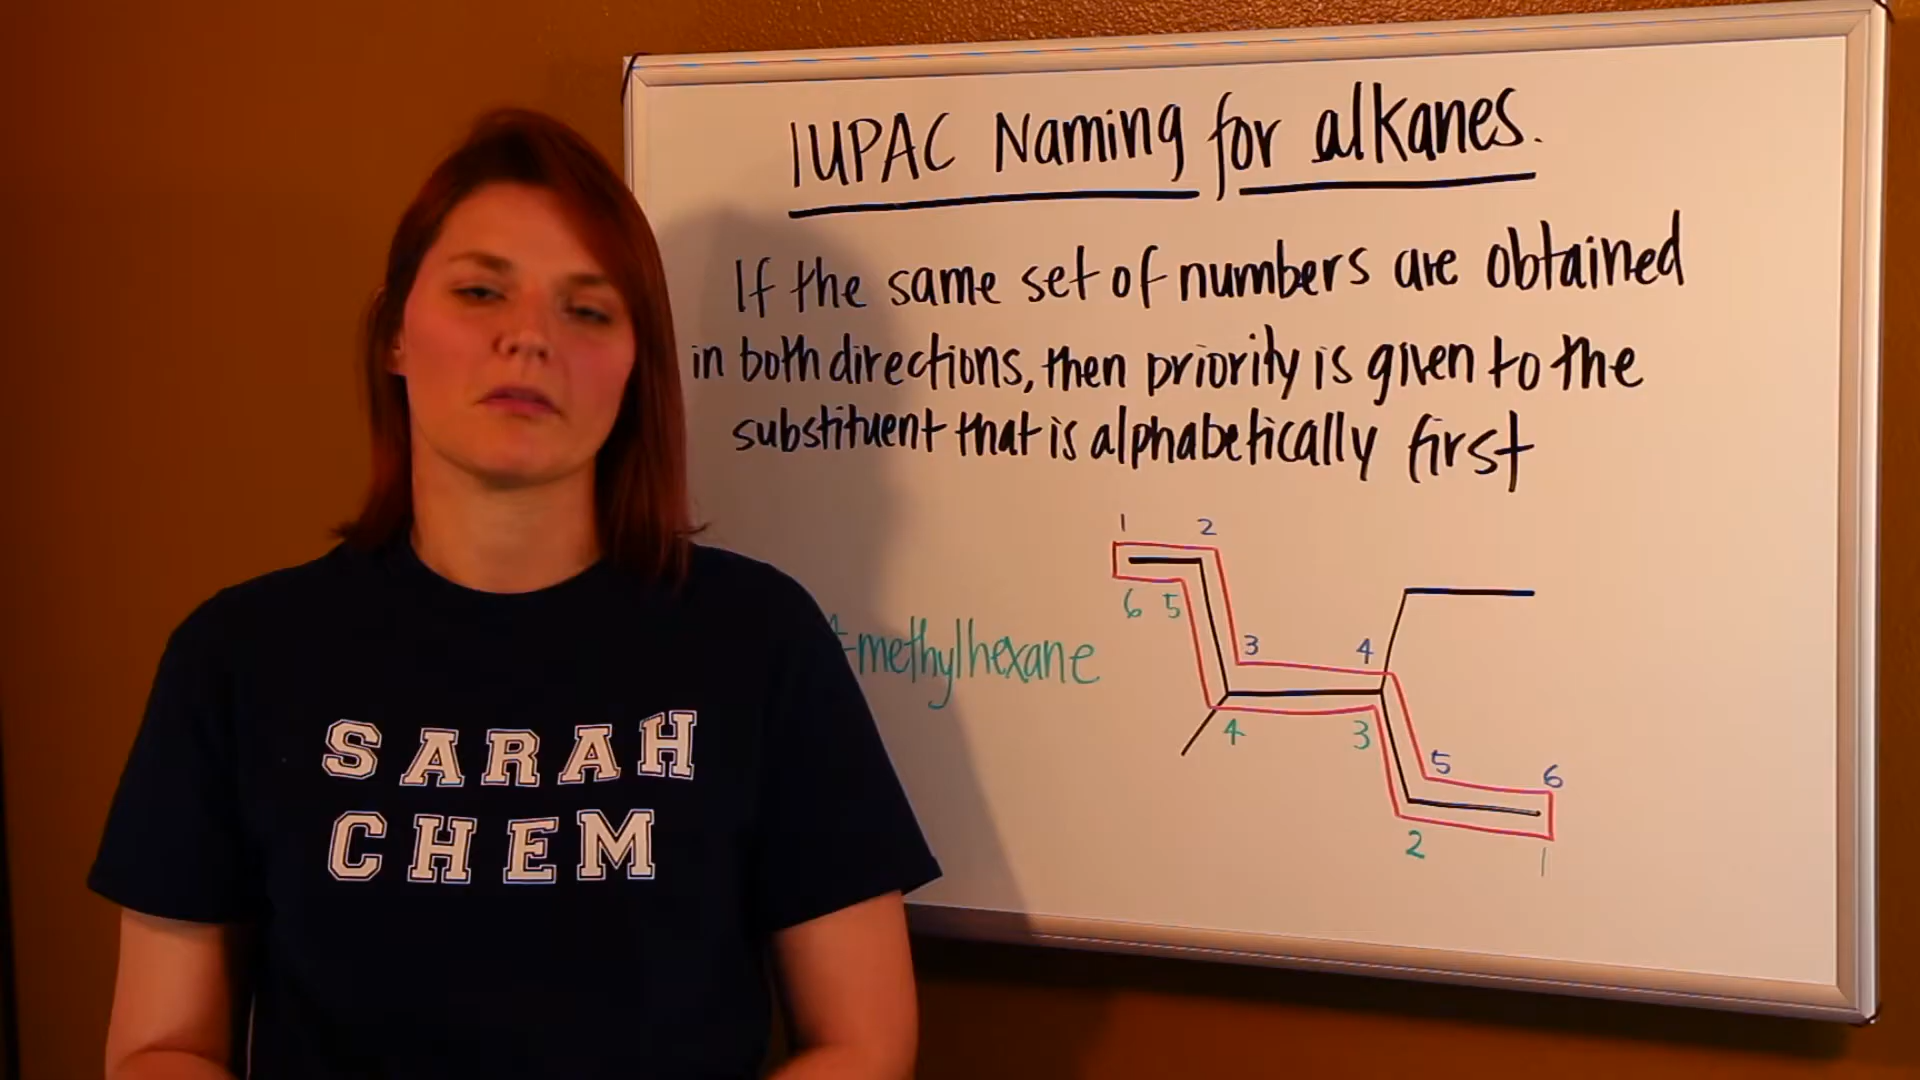 IUPAC Naming for alkanes.
If the same set of numbers are obtained
in both directions, then priority is given to the
substituent that is alphabetically first
1 2
6 5
3 4
methylhexane
4 3
5 6
2 1
SARAH
CHEM